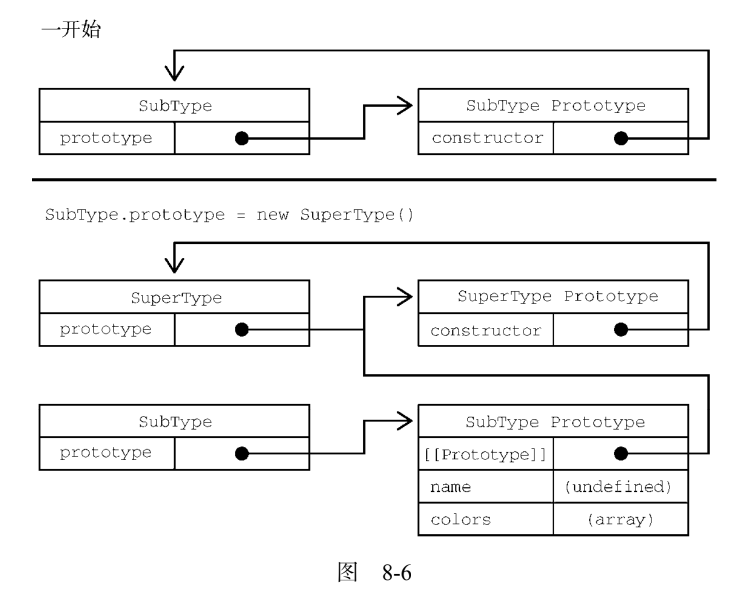 一开始
SubType
SubType Prototype
prototype
constructor
SubType.prototype = new SuperType()
SuperType
SuperType Prototype
prototype
constructor
SubType
SubType Prototype
prototype
[[Prototype]]
name
(undefined)
colors
(array)
图 8-6